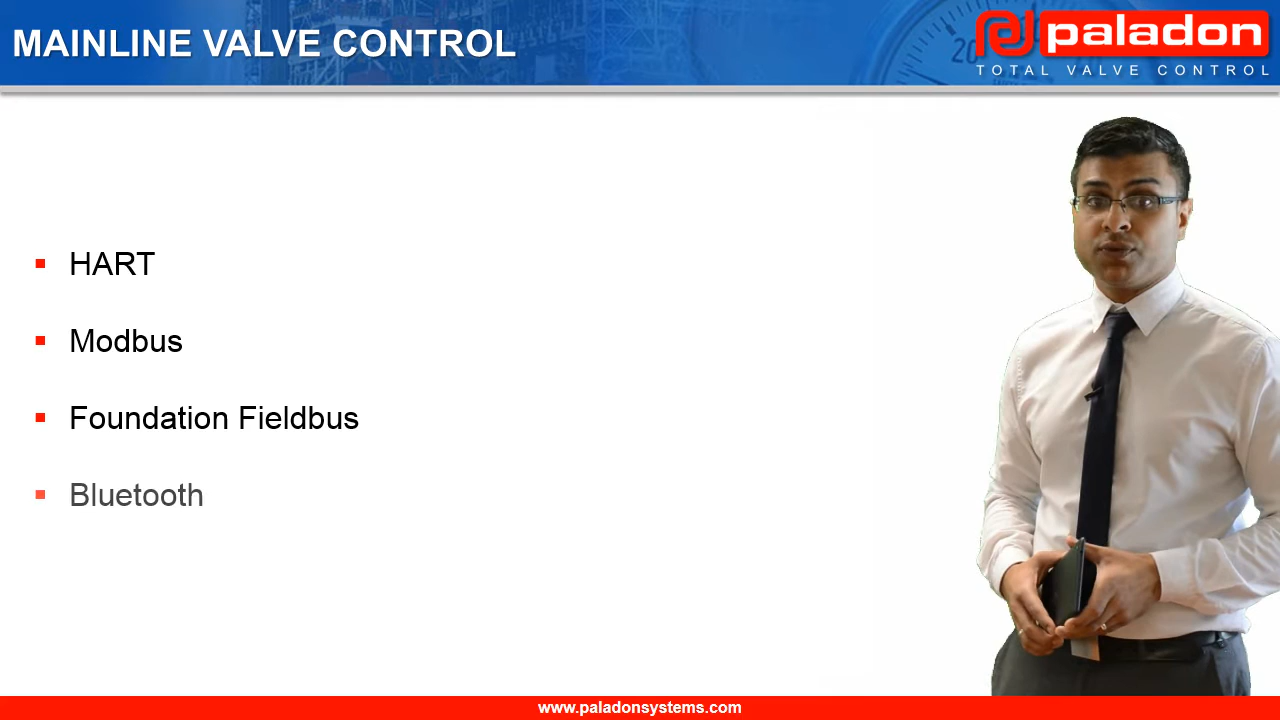 MAINLINE VALVE CONTROL
paladon
TOTAL VALVE CONTROL
HART
Modbus
Foundation Fieldbus
Bluetooth
www.paladonsystems.com